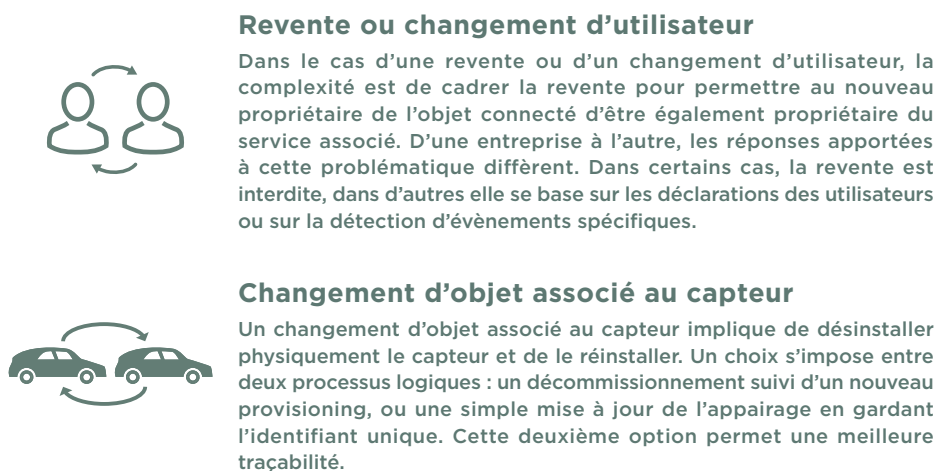 Revente ou changement d’utilisateur
Dans le cas d’une revente ou d’un changement d’utilisateur, la
complexité est de cadrer la revente pour permettre au nouveau
propriétaire de l’objet connecté d’être également propriétaire du
service associé. D’une entreprise à l’autre, les réponses apportées
à cette problématique diffèrent. Dans certains cas, la revente est
interdite, dans d’autres elle se base sur les déclarations des utilisateurs
ou sur la détection d’évènements spécifiques.
Changement d’objet associé au capteur
Un changement d’objet associé au capteur implique de désinstaller
physiquement le capteur et de le réinstaller. Un choix s’impose entre
deux processus logiques : un décommissionnement suivi d’un nouveau
provisioning, ou une simple mise à jour de l’appairage en gardant
l’identifiant unique. Cette deuxième option permet une meilleure
traçabilité.